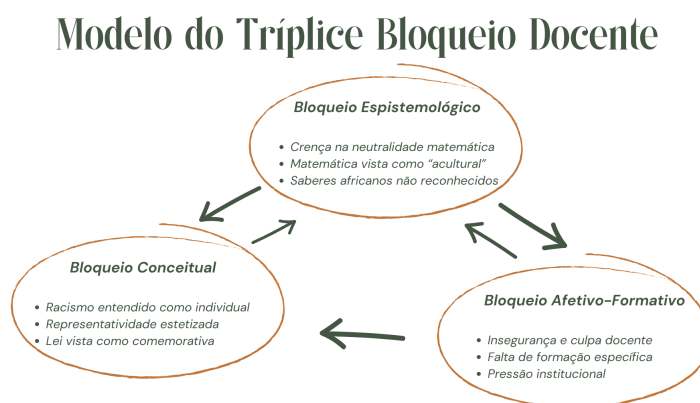 Modelo do Tríplice Bloqueio Docente
Bloqueio Espistemológico
• Crença na neutralidade matemática
• Matemática vista como “acultural”
• Saberes africanos não reconhecidos
Bloqueio Conceitual
• Racismo entendido como individual
• Representatividade estetizada
• Lei vista como comemorativa
Bloqueio Afetivo-Formativo
• Insegurança e culpa docente
• Falta de formação específica
• Pressão institucional